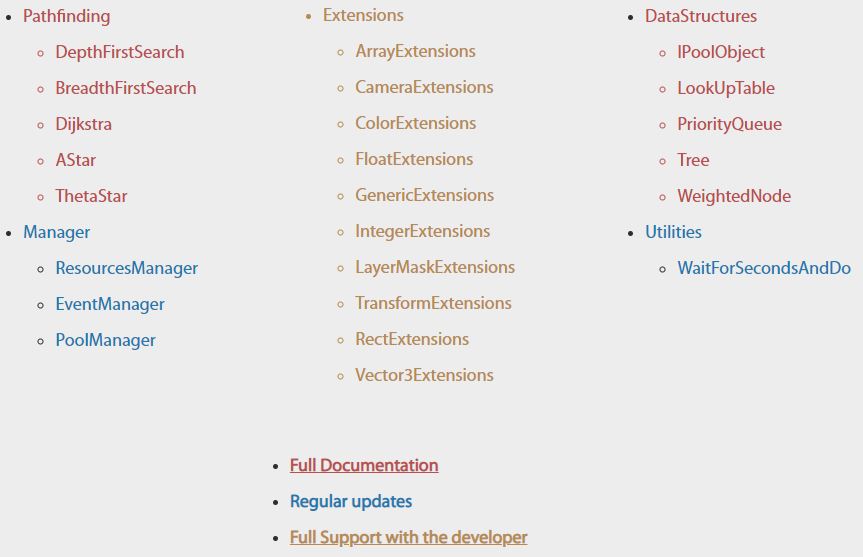 Pathfinding
DepthFirstSearch
BreadthFirstSearch
Dijkstra
AStar
ThetaStar
Manager
ResourcesManager
EventManager
PoolManager
Extensions
ArrayExtensions
CameraExtensions
ColorExtensions
FloatExtensions
GenericExtensions
IntegerExtensions
LayerMaskExtensions
TransformExtensions
RectExtensions
Vector3Extensions
DataStructures
IPoolObject
LookUpTable
PriorityQueue
Tree
WeightedNode
Utilities
WaitForSecondsAndDo
Full Documentation
Regular updates
Full Support with the developer